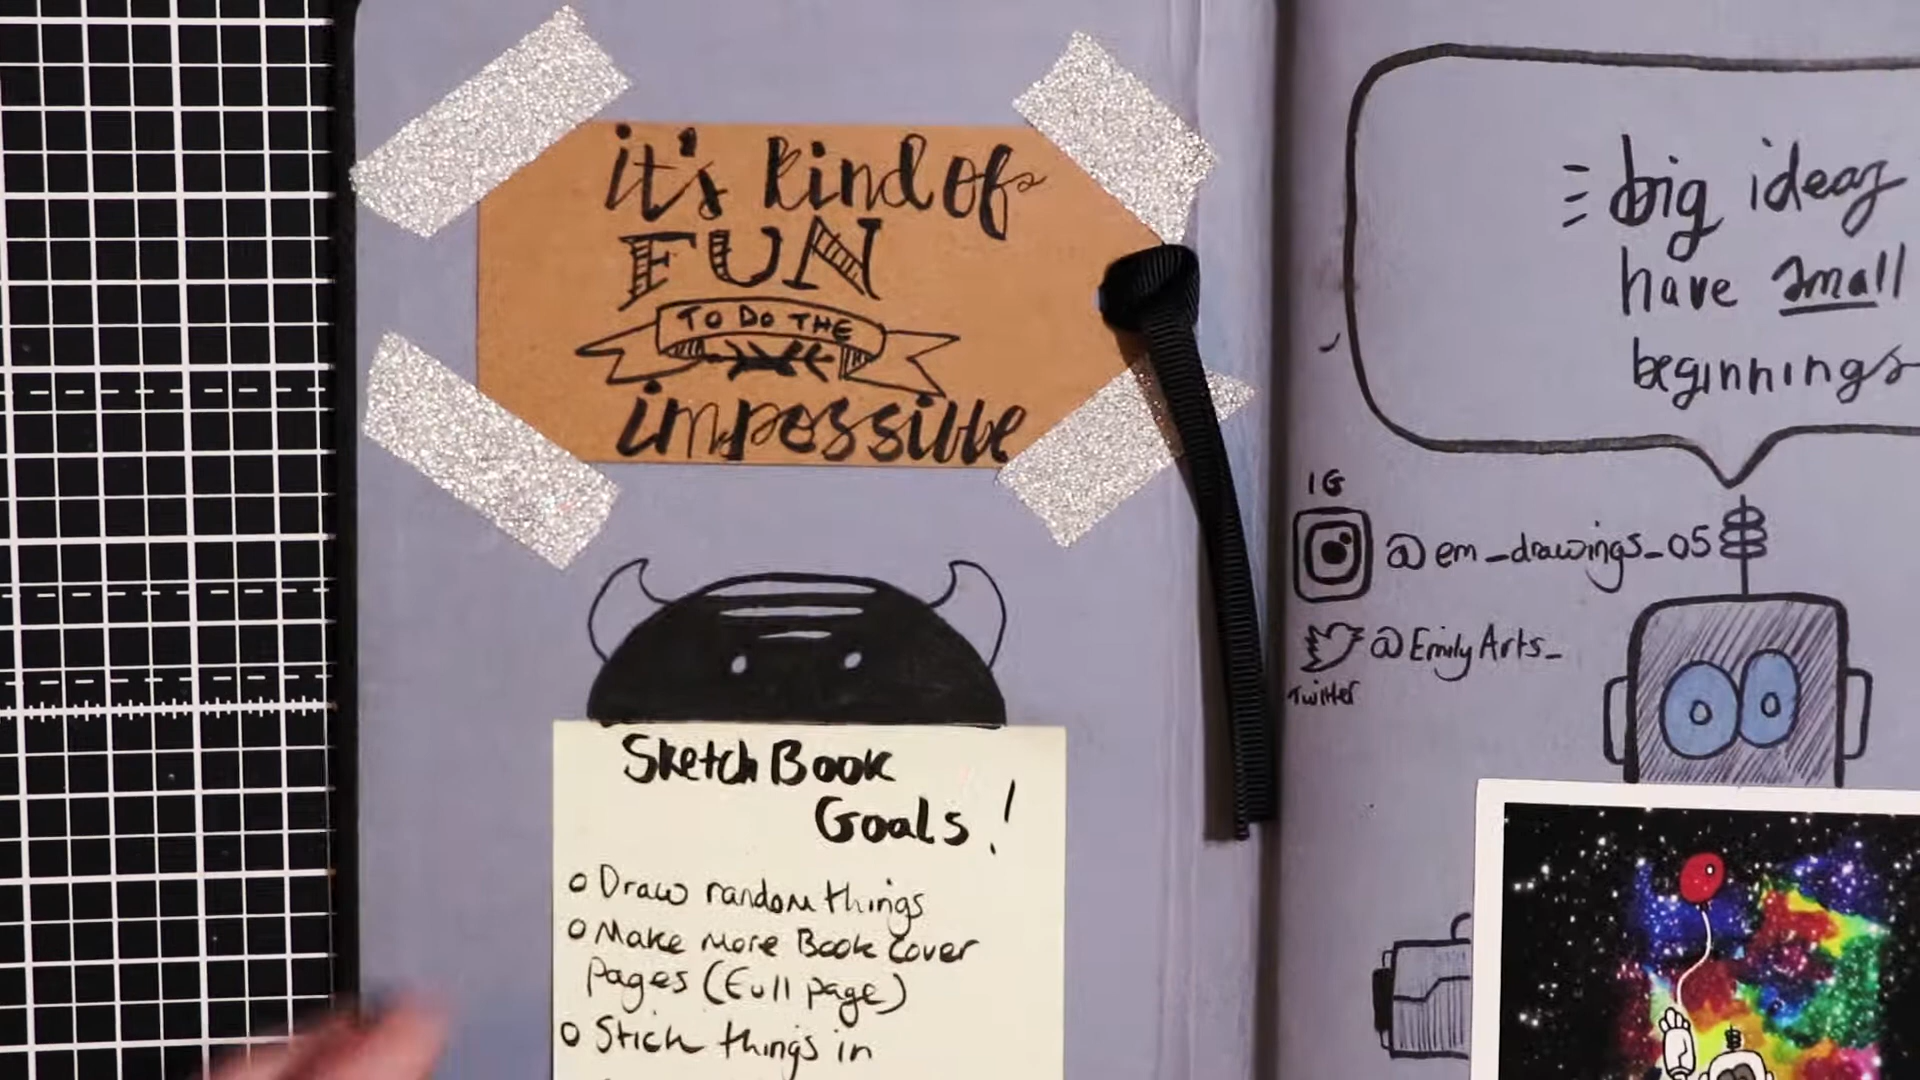 it's kind of
FUN
TO DO THE
impossible
Sketch Book
Goals!
Draw random things
Make more Book cover
pages (Full page)
Stick things in
big ideas
have small
beginnings
IG
@em_drawings_05
@EmilyArts_
Twitter